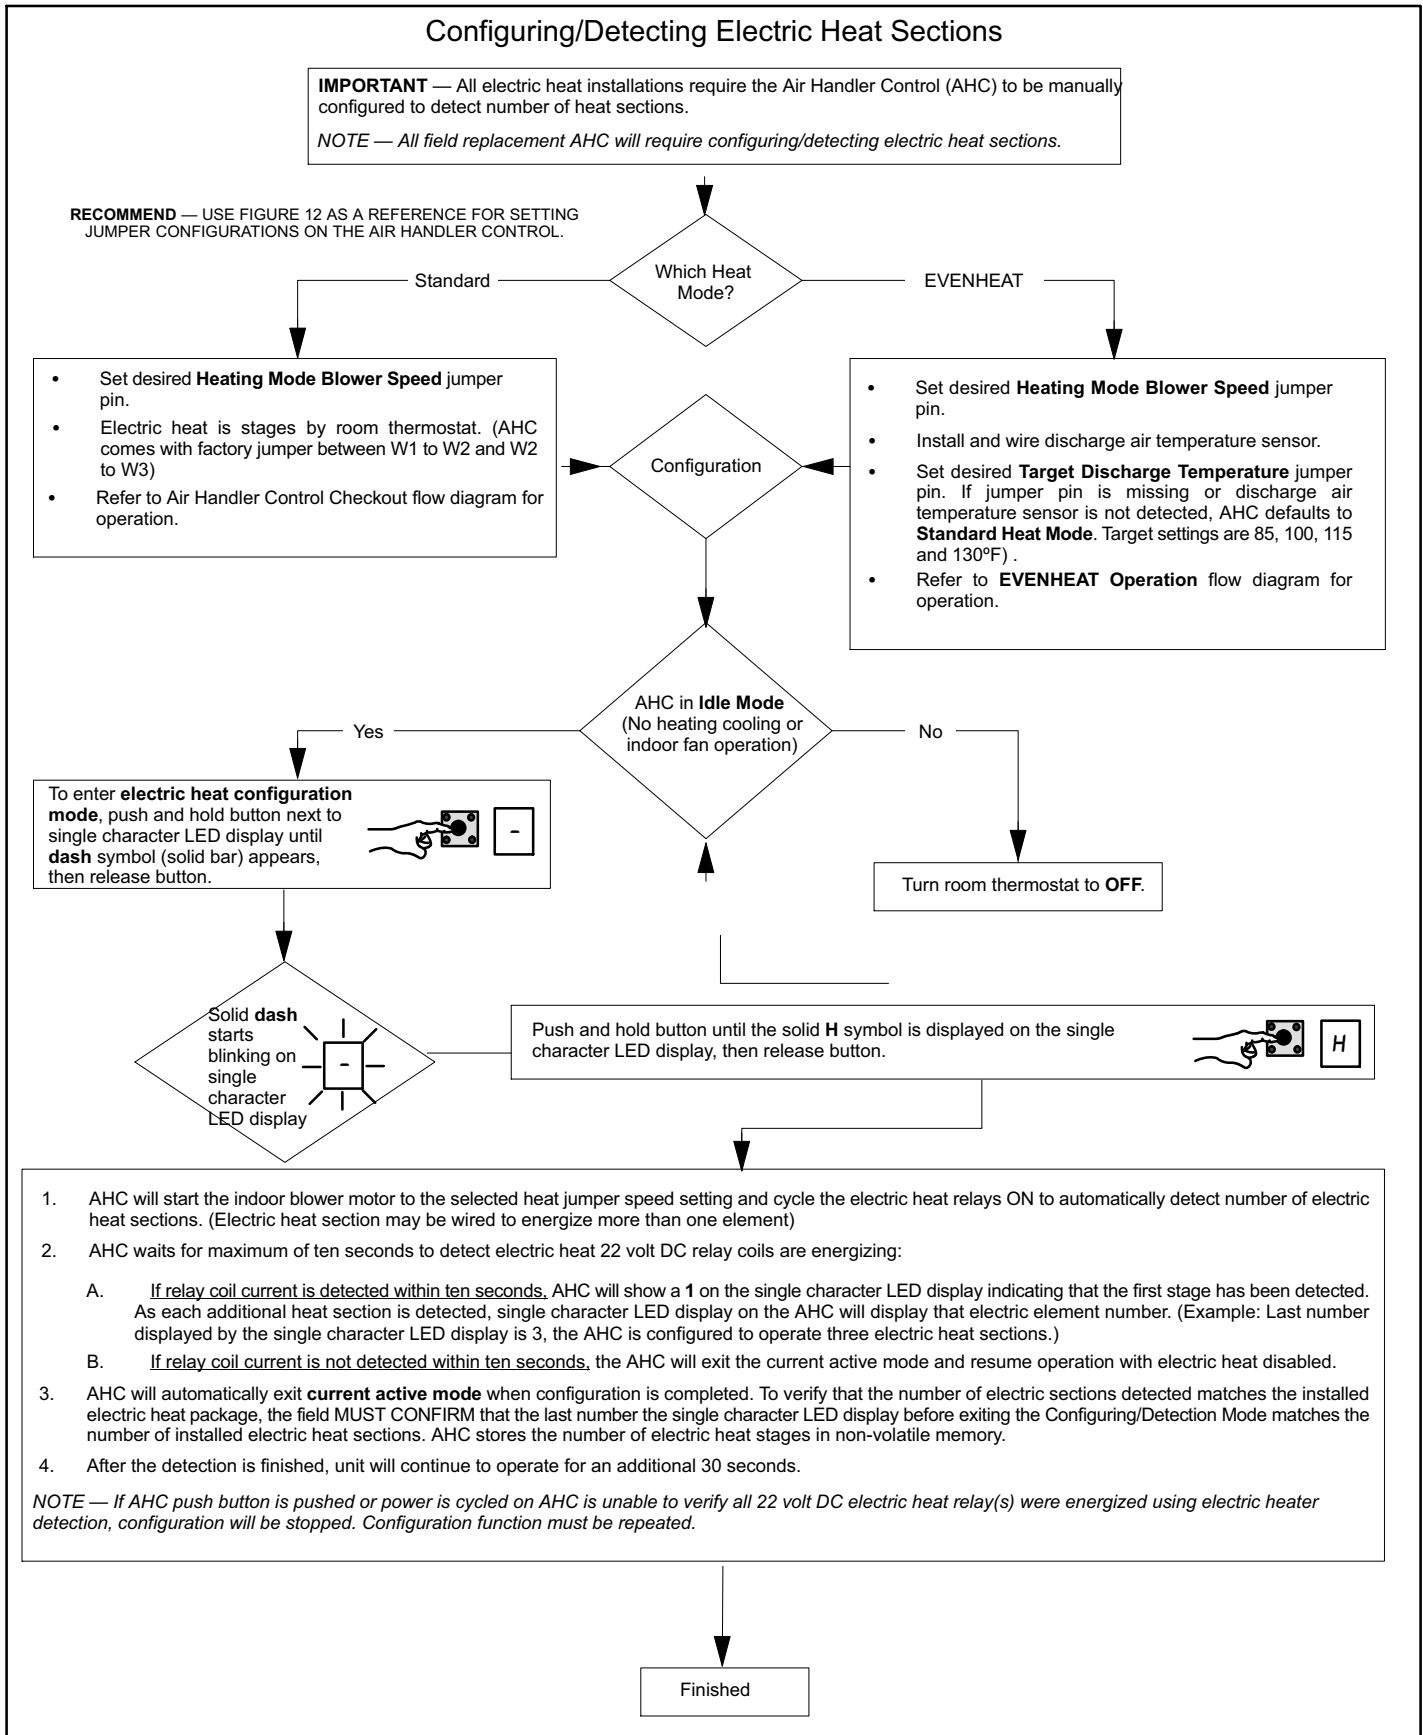 Configuring/Detecting Electric Heat Sections
IMPORTANT — All electric heat installations require the Air Handler Control (AHC) to be manually
configured to detect number of heat sections.
NOTE — All field replacement AHC will require configuring/detecting electric heat sections.
RECOMMEND — USE FIGURE 12 AS A REFERENCE FOR SETTING
JUMPER CONFIGURATIONS ON THE AIR HANDLER CONTROL.
Which Heat
Mode?
Standard
EVENHEAT
• Set desired Heating Mode Blower Speed jumper
pin.
• Electric heat is stages by room thermostat. (AHC
comes with factory jumper between W1 to W2 and W2
to W3)
• Refer to Air Handler Control Checkout flow diagram for
operation.
Configuration
• Set desired Heating Mode Blower Speed jumper
pin.
• Install and wire discharge air temperature sensor.
• Set desired Target Discharge Temperature jumper
pin. If jumper pin is missing or discharge air
temperature sensor is not detected, AHC defaults to
Standard Heat Mode. Target settings are 85, 100, 115
and 130ºF) .
• Refer to EVENHEAT Operation flow diagram for
operation.
AHC in Idle Mode
(No heating cooling or
indoor fan operation)
Yes
No
To enter electric heat configuration
mode, push and hold button next to
single character LED display until
dash symbol (solid bar) appears,
then release button.
-
Turn room thermostat to OFF.
Solid dash
starts
blinking on
single
character
LED display
-
Push and hold button until the solid H symbol is displayed on the single
character LED display, then release button.
H
1. AHC will start the indoor blower motor to the selected heat jumper speed setting and cycle the electric heat relays ON to automatically detect number of electric
heat sections. (Electric heat section may be wired to energize more than one element)
2. AHC waits for maximum of ten seconds to detect electric heat 22 volt DC relay coils are energizing:
A. If relay coil current is detected within ten seconds, AHC will show a 1 on the single character LED display indicating that the first stage has been detected.
As each additional heat section is detected, single character LED display on the AHC will display that electric element number. (Example: Last number
displayed by the single character LED display is 3, the AHC is configured to operate three electric heat sections.)
B. If relay coil current is not detected within ten seconds, the AHC will exit the current active mode and resume operation with electric heat disabled.
3. AHC will automatically exit current active mode when configuration is completed. To verify that the number of electric sections detected matches the installed
electric heat package, the field MUST CONFIRM that the last number the single character LED display before exiting the Configuring/Detection Mode matches the
number of installed electric heat sections. AHC stores the number of electric heat stages in non-volatile memory.
4. After the detection is finished, unit will continue to operate for an additional 30 seconds.
NOTE — If AHC push button is pushed or power is cycled on AHC is unable to verify all 22 volt DC electric heat relay(s) were energized using electric heater
detection, configuration will be stopped. Configuration function must be repeated.
Finished